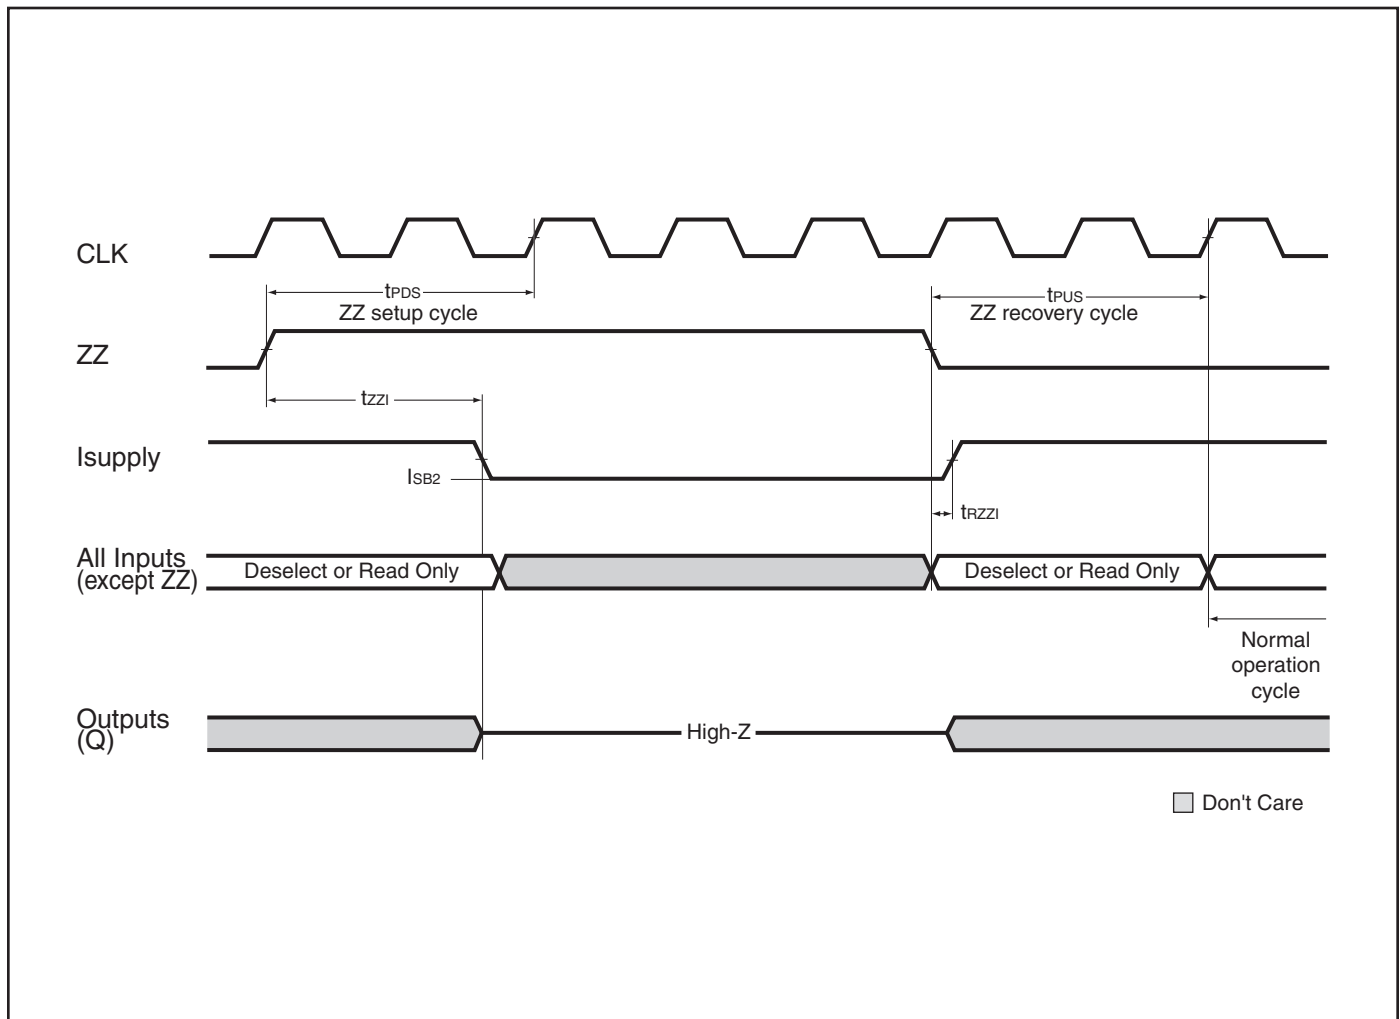 CLK
tPDS
ZZ setup cycle
tPUS
ZZ recovery cycle
ZZ
tZZI
Isupply
ISB2
tRZZI
All Inputs
(except ZZ)
Deselect or Read Only
Deselect or Read Only
Normal
operation
cycle
Outputs
(Q)
High-Z
Don't Care